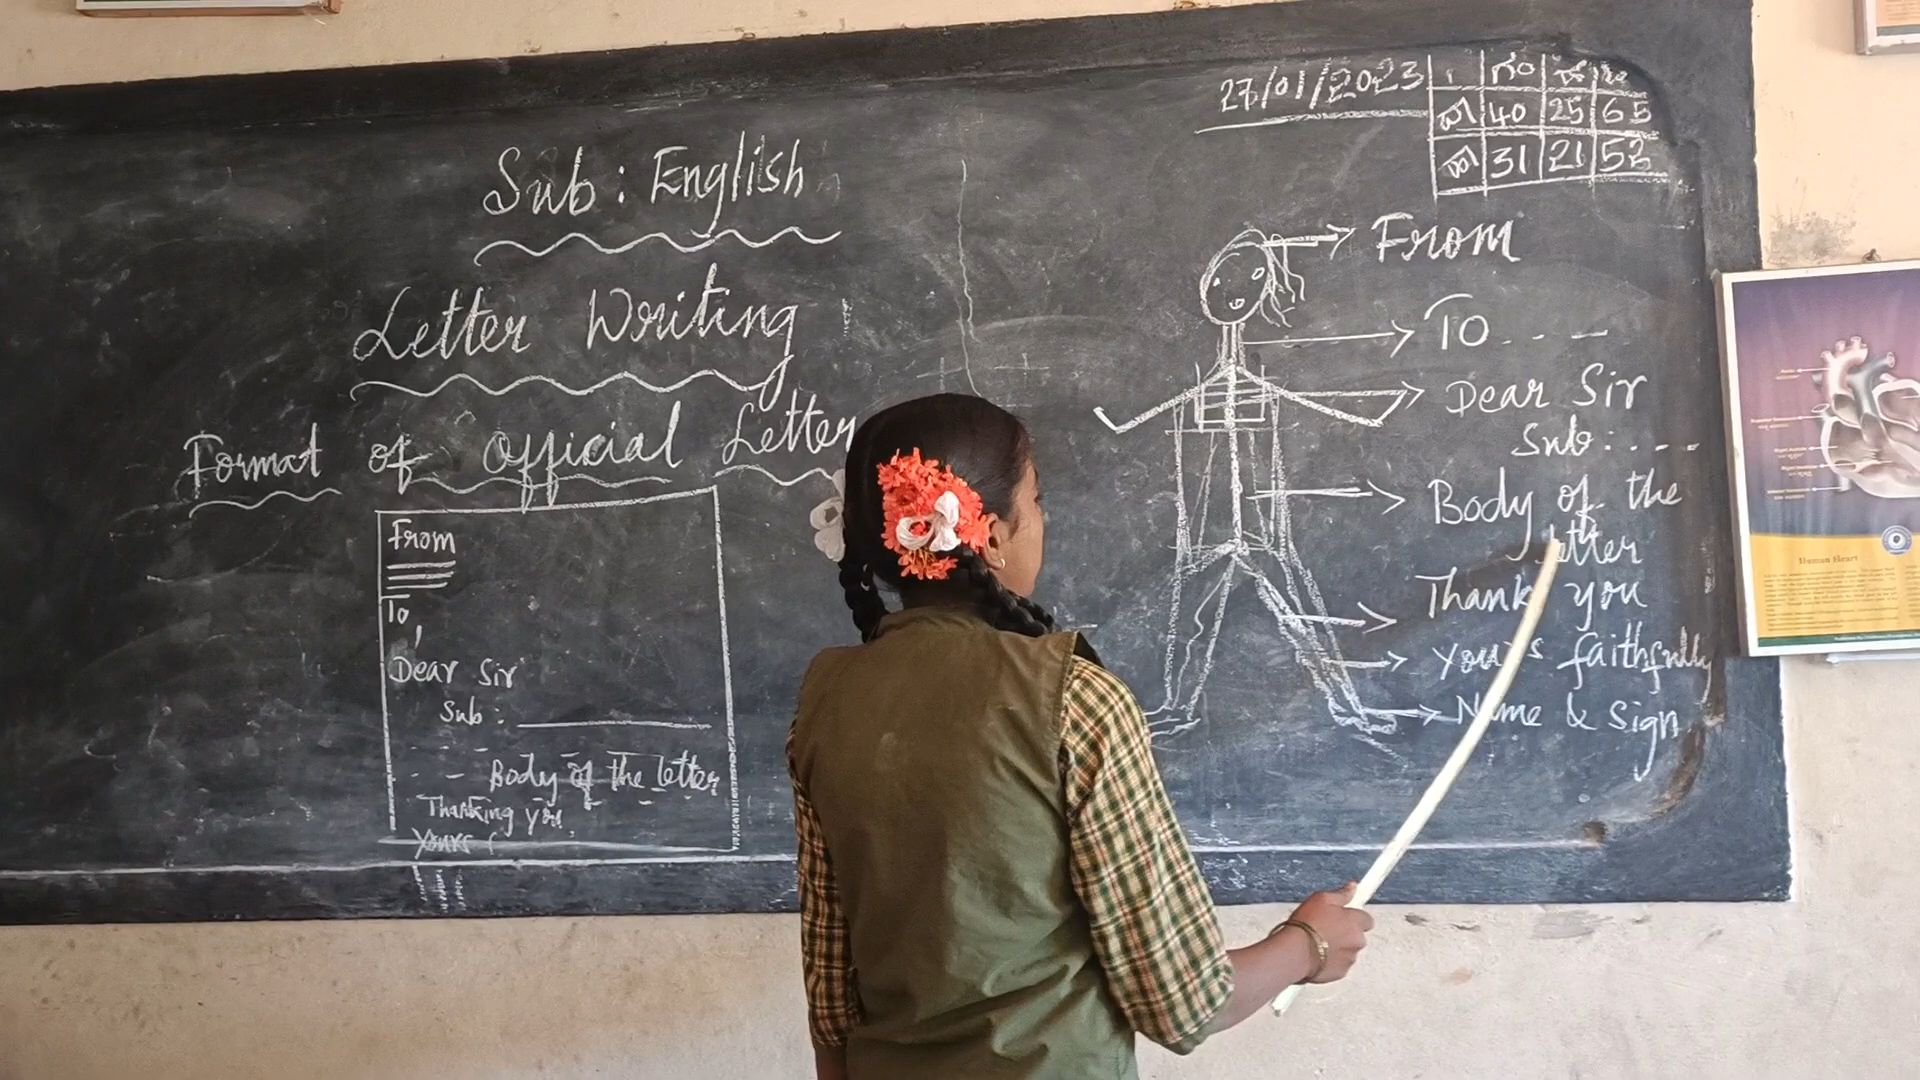 Sub : English
Letter Writing
Format of Official Letter
From
To
,
Dear Sir
Sub :
Body of the letter
Thanking you,
Yours
27/01/2023
40 25 65
31 21 52
From
TO . - - -
Dear Sir
Sub : . - - -
Body of the
letter
Thank you
Yours faithfully
Name & Sign
Human Heart